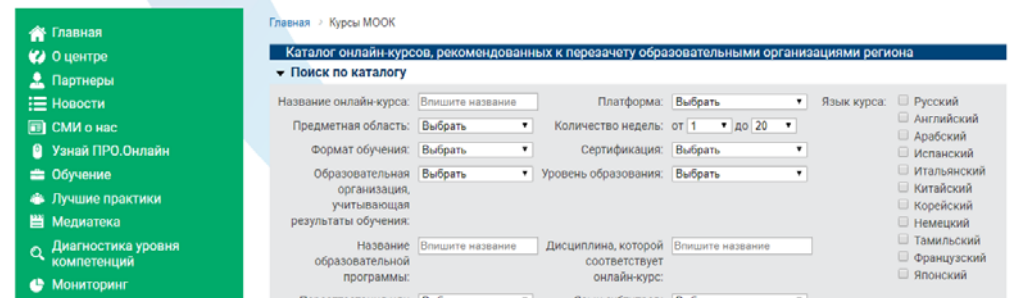 Главная
О центре
Партнеры
Новости
СМИ о нас
Узнай ПРО.Онлайн
Обучение
Лучшие практики
Медиатека
Диагностика уровня
компетенций
Мониторинг
Главная > Курсы МООК
Каталог онлайн-курсов, рекомендованных к перезачету образовательными организациями региона
Поиск по каталогу
Название онлайн-курса: Впишите название
Платформа: Выбрать
Язык курса:
Русский
Английский
Арабский
Испанский
Итальянский
Китайский
Корейский
Немецкий
Тамильский
Французский
Японский
Предметная область: Выбрать
Количество недель: от 1 до 20
Формат обучения: Выбрать
Сертификация: Выбрать
Образовательная
организация,
учитывающая
результаты обучения:
Выбрать
Уровень образования: Выбрать
Название
образовательной
программы:
Впишите название
Дисциплина, которой
соответствует
онлайн-курс:
Впишите название